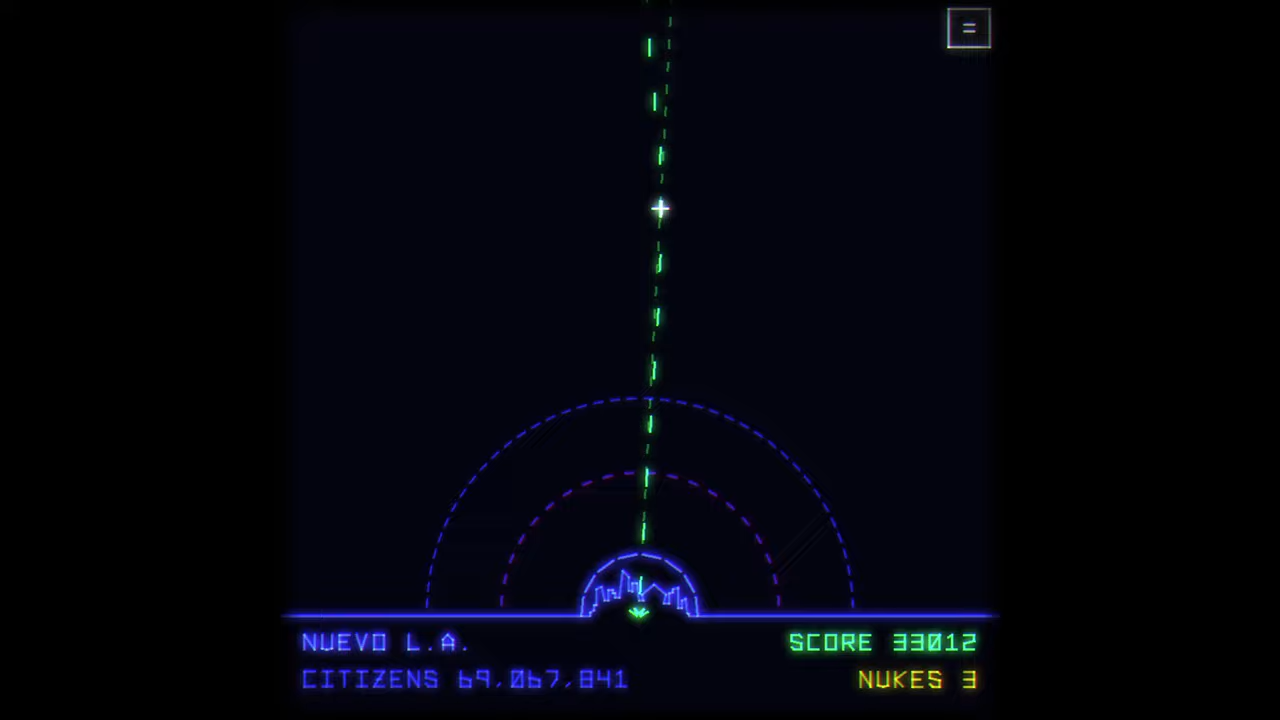 =
NUEVO L.A.
SCORE 33012
CITIZENS 69,067,841
NUKES 3